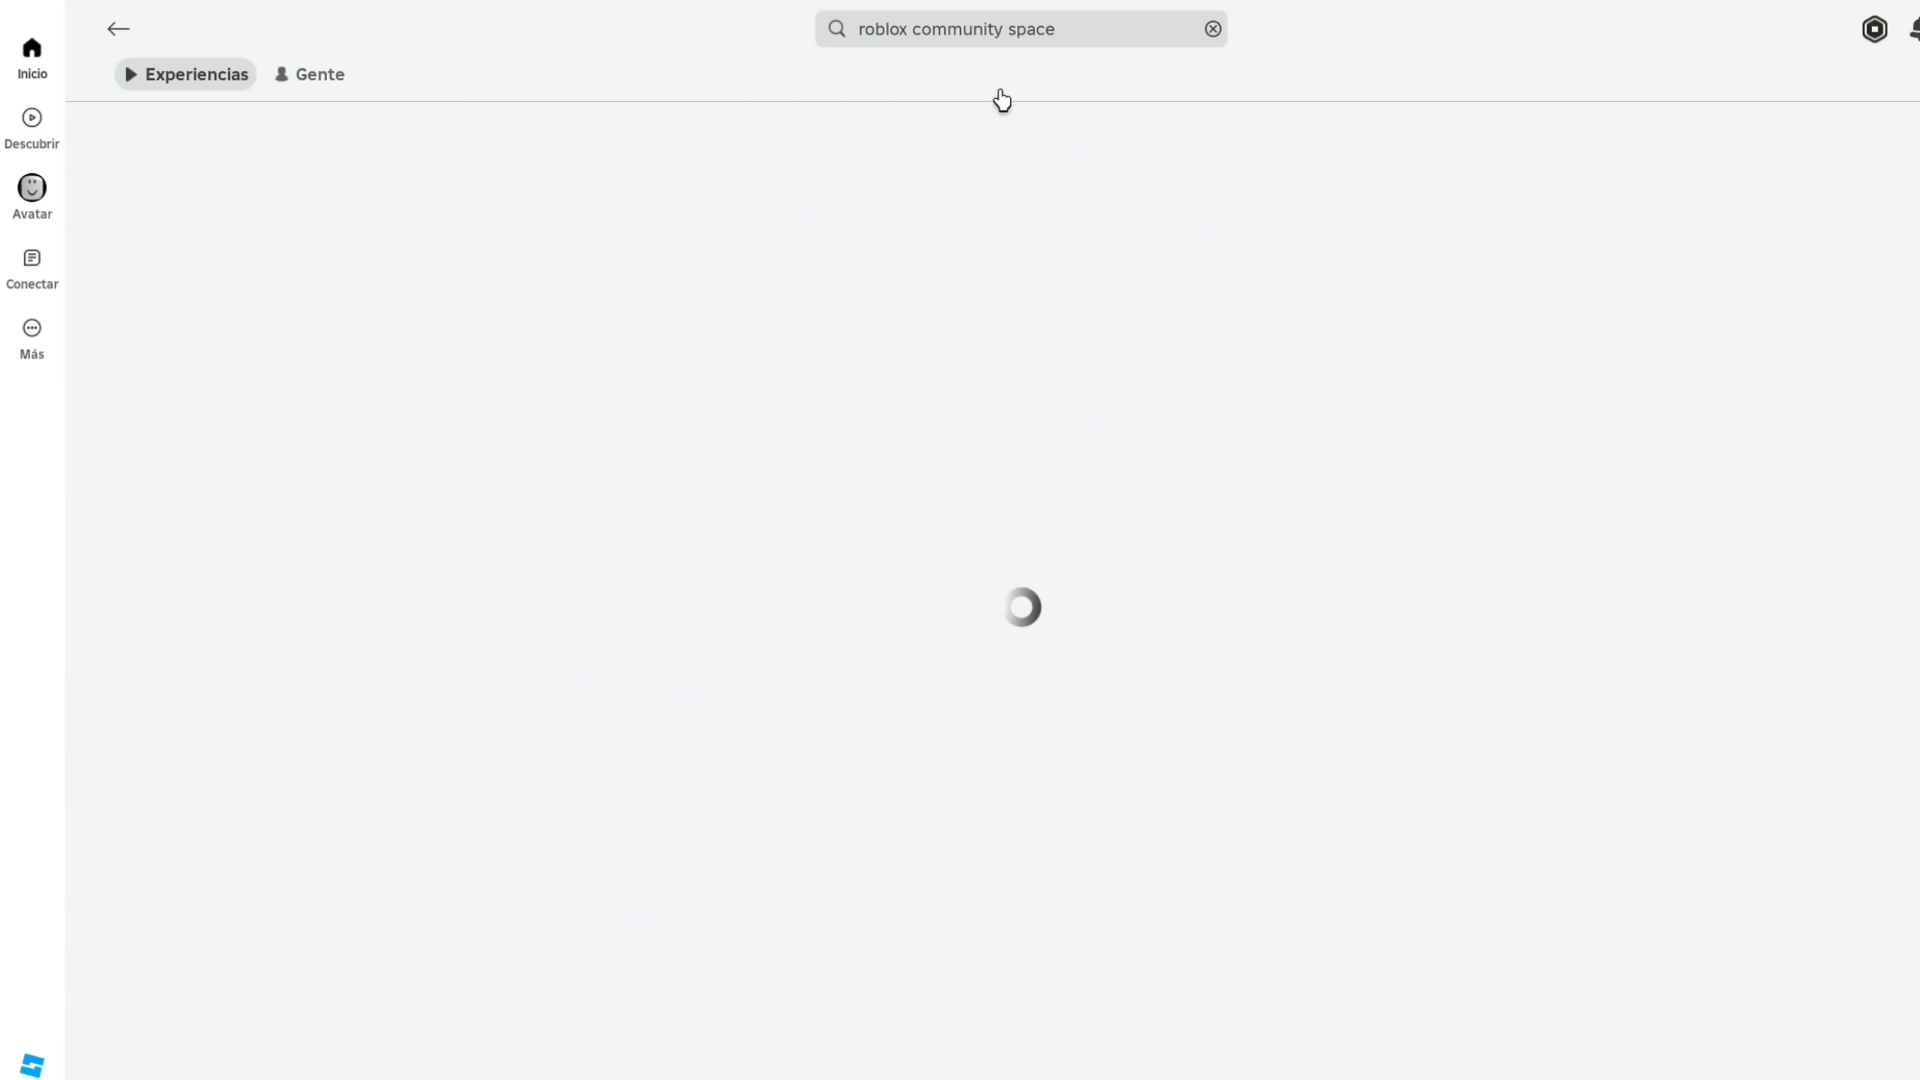 roblox community space
Experiencias
Gente
Inicio
Descubrir
Avatar
Conectar
Más